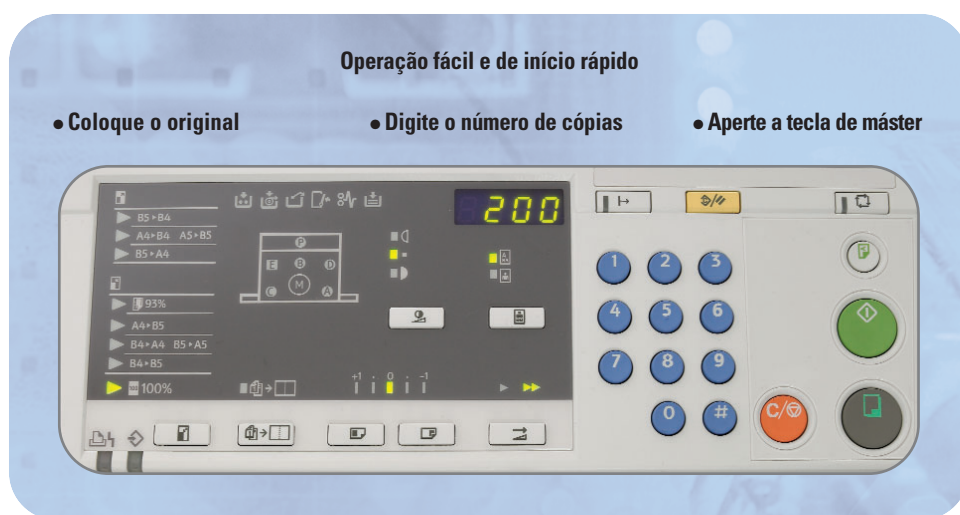 Operação fácil e de início rápido
• Coloque o original
• Digite o número de cópias
• Aperte a tecla de máster
200
B5▸B4
A4▸B4 A5▸B5
B5▸A4
P
E B D
C M A
93%
A4▸B5
B4▸A4 B5▸A5
B4▸B5
100%
+1 0 -1
1 2 3
4 5 6
7 8 9
0 #
C/